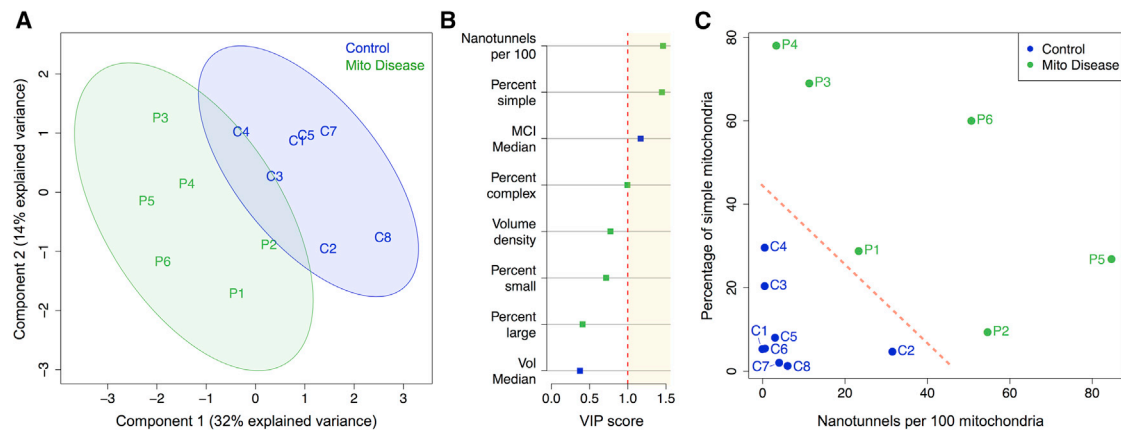 A
Control
Mito Disease
Component 2 (14% explained variance)
2
1
0
−1
−2
−3
P3
P4
P5
P6
P2
P1
C4
C1
C5
C7
C3
C2
C8
−3
−2
−1
0
1
2
3
Component 1 (32% explained variance)
B
Nanotunnels
per 100
Percent
simple
MCI
Median
Percent
complex
Volume
density
Percent
small
Percent
large
Vol
Median
0.0
0.5
1.0
1.5
VIP score
C
Control
Mito Disease
Percentage of simple mitochondria
80
60
40
20
0
P4
P3
P6
P1
P5
P2
C4
C3
C1
C5
C6
C2
C7
C8
0
20
40
60
80
Nanotunnels per 100 mitochondria